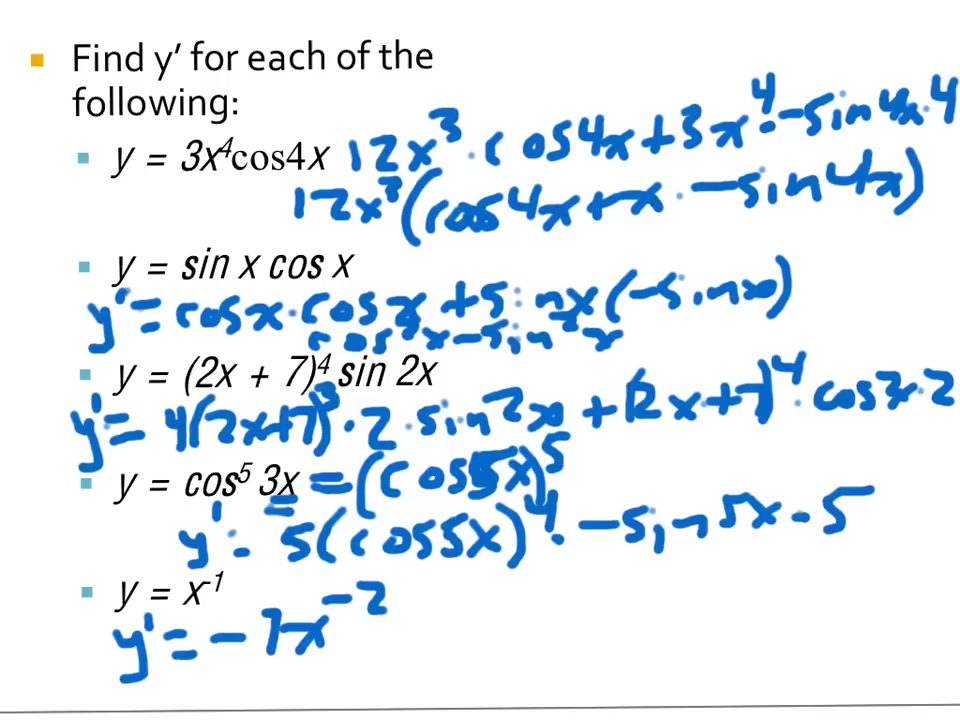 Find y' for each of the
following:
y = 3x⁴cos4x
12x³ · cos4x + 3x⁴ · -sin4x · 4
12x³(cos4x + x · -sin4x)
y = sin x cos x
y' = cosx · cosx + sinx(-sinx)
cos²x - sin²x
y = (2x + 7)⁴ sin 2x
y' = 4(2x+7)³ · 2 · sin2x + (2x+7)⁴ · cos2x · 2
y = cos⁵ 3x = (cos5x)⁵
y' = 5(cos5x)⁴ · -sin5x · 5
y = x⁻¹
y' = -1x⁻²